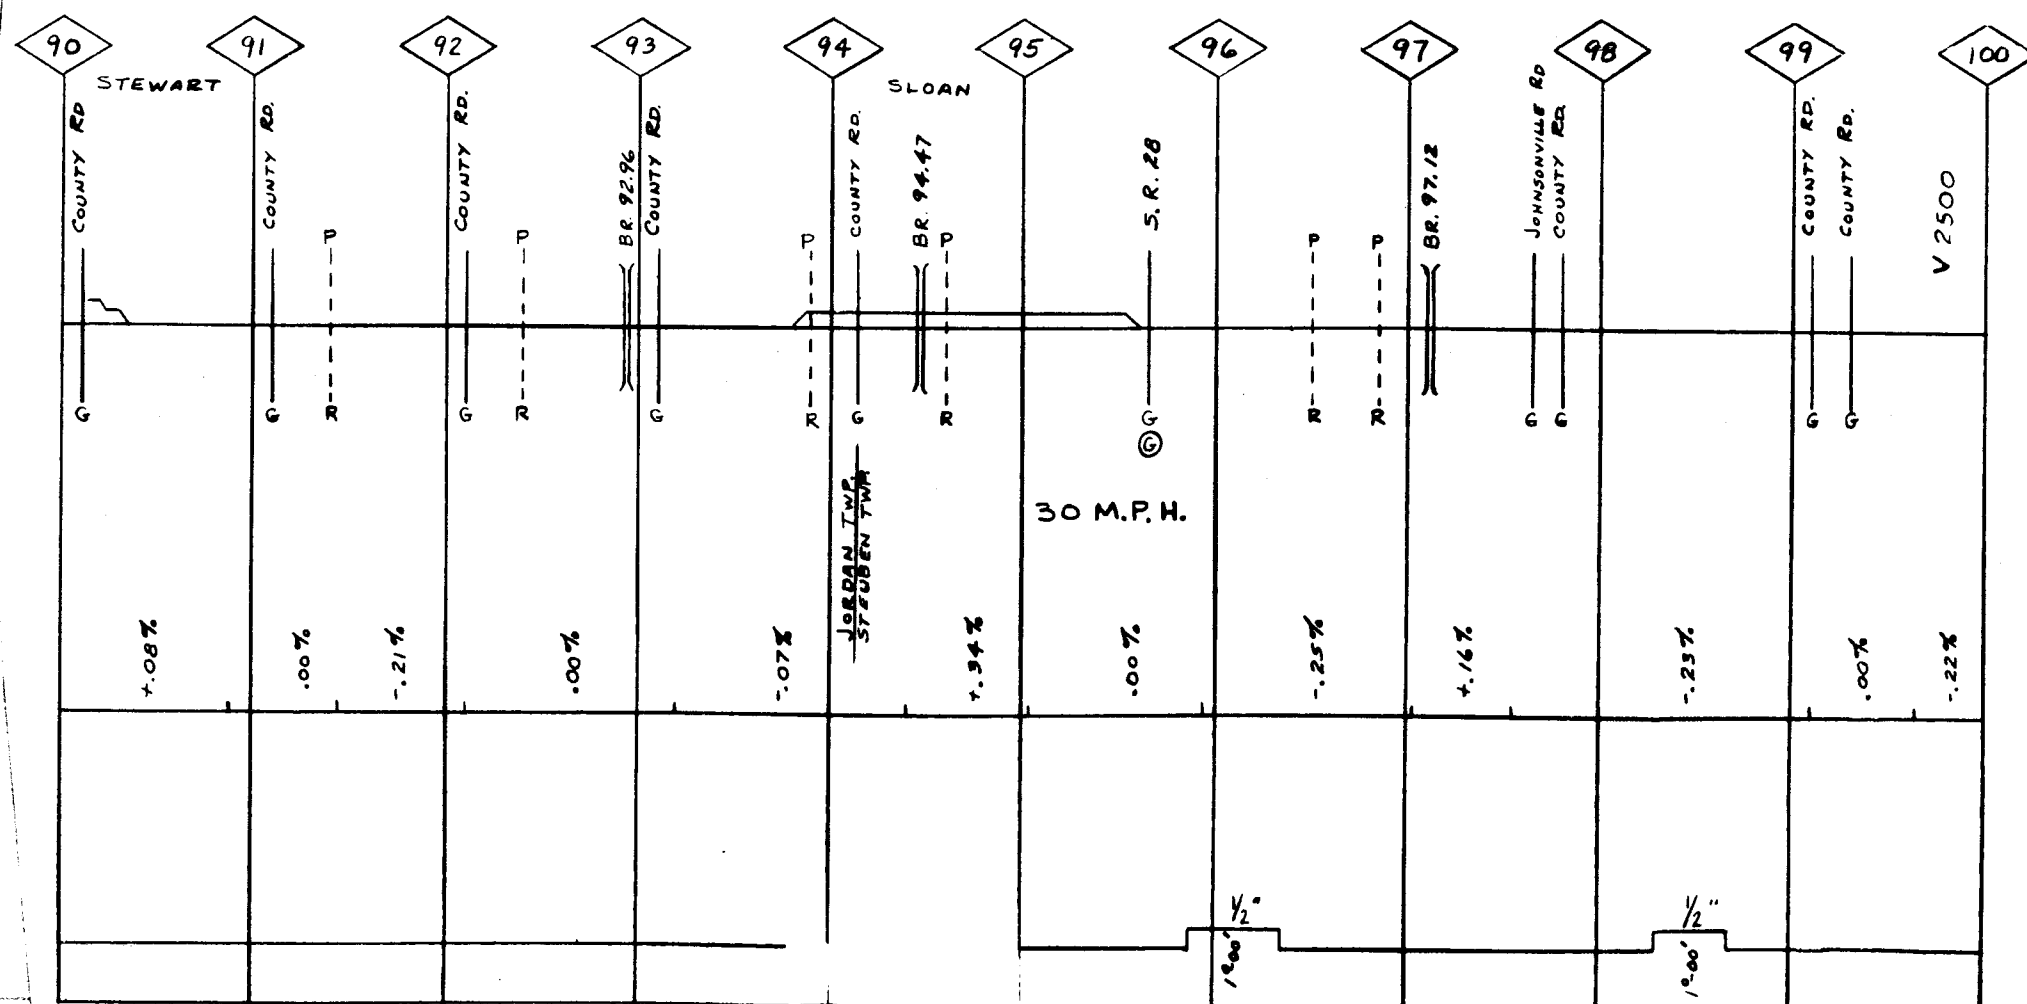 90 91 92 93 94 95 96 97 98 99 100
STEWART SLOAN
COUNTY RD
COUNTY RD.
P
COUNTY RD.
P
BR. 92.96
COUNTY RD.
P
COUNTY RD.
BR. 94.47
P
S.R. 28
P
P
BR. 97.12
JOHNSONVILLE RD
COUNTY RD.
COUNTY RD.
COUNTY RD.
V 2500
G G R G R G R G R G R R G G G G
G
JORDAN TWP.
STEUBEN TWP.
30 M.P.H.
+.08% .00% -.21% .00% -.07% +.34% .00% -.25% +.16% -.23% .00% -.22%
1/2" 1/2"
1°00' 1°-00'